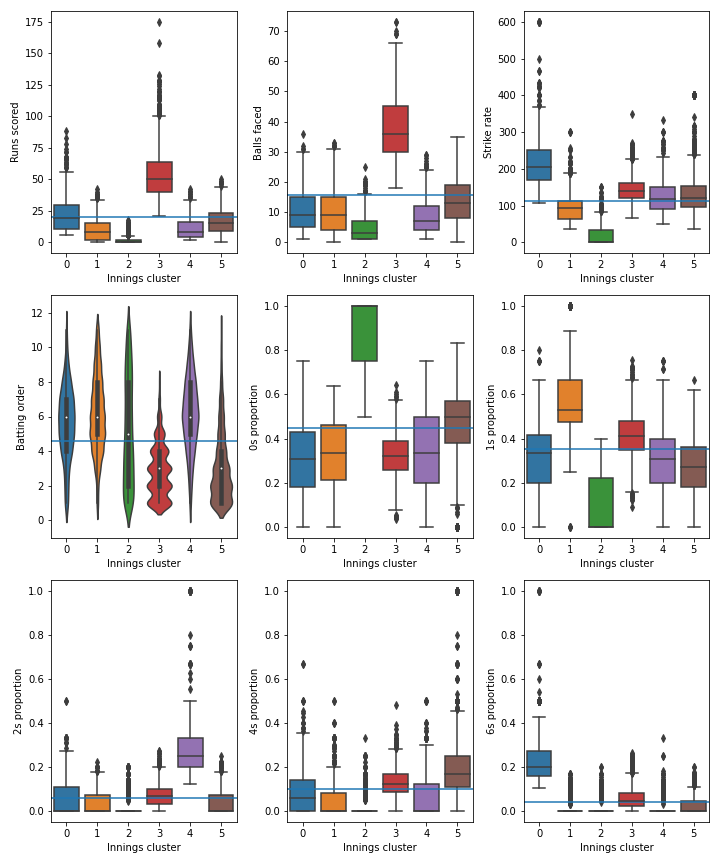 Runs scored
175
150
125
100
75
50
25
0
0 1 2 3 4 5
Innings cluster
Balls faced
70
60
50
40
30
20
10
0
0 1 2 3 4 5
Innings cluster
Strike rate
600
500
400
300
200
100
0
0 1 2 3 4 5
Innings cluster
Batting order
12
10
8
6
4
2
0
0 1 2 3 4 5
Innings cluster
0s proportion
1.0
0.8
0.6
0.4
0.2
0.0
0 1 2 3 4 5
Innings cluster
1s proportion
1.0
0.8
0.6
0.4
0.2
0.0
0 1 2 3 4 5
Innings cluster
2s proportion
1.0
0.8
0.6
0.4
0.2
0.0
0 1 2 3 4 5
Innings cluster
4s proportion
1.0
0.8
0.6
0.4
0.2
0.0
0 1 2 3 4 5
Innings cluster
6s proportion
1.0
0.8
0.6
0.4
0.2
0.0
0 1 2 3 4 5
Innings cluster